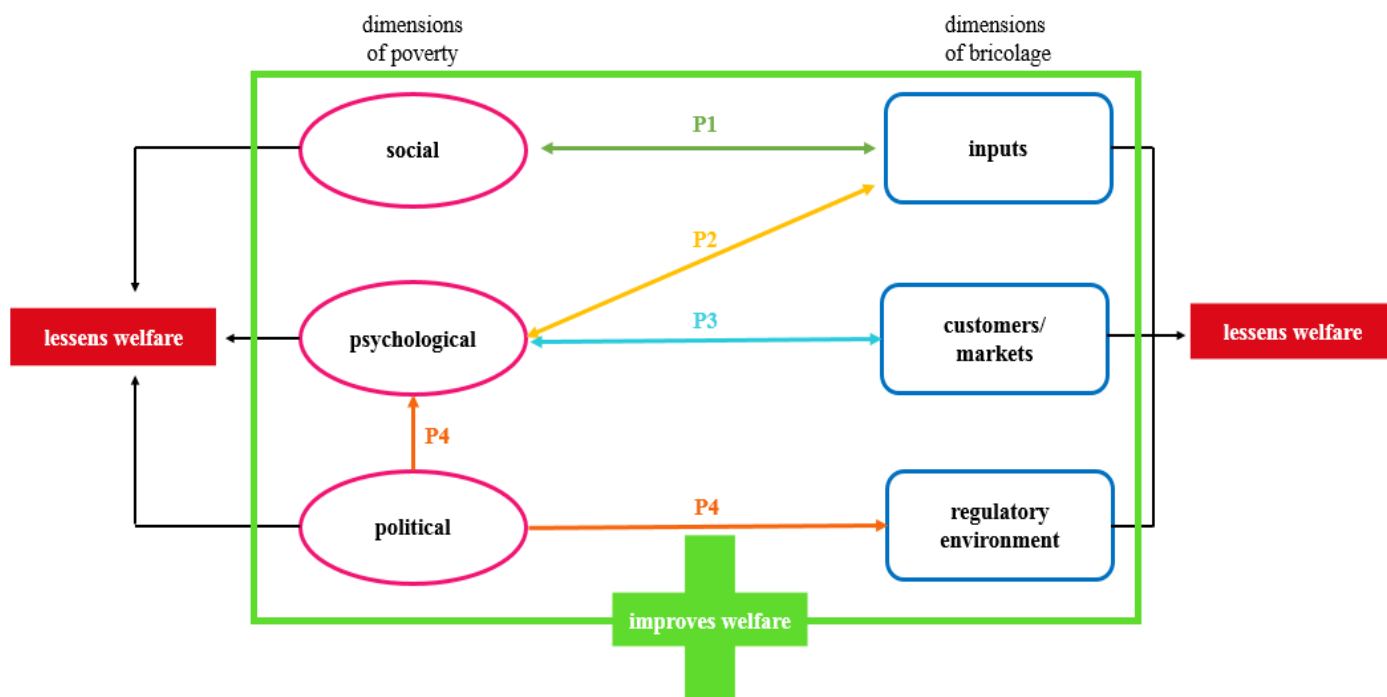 dimensions
of poverty
dimensions
of bricolage
social
P1
inputs
P2
lessens welfare
psychological
P3
customers/
markets
lessens welfare
P4
political
P4
regulatory
environment
improves welfare